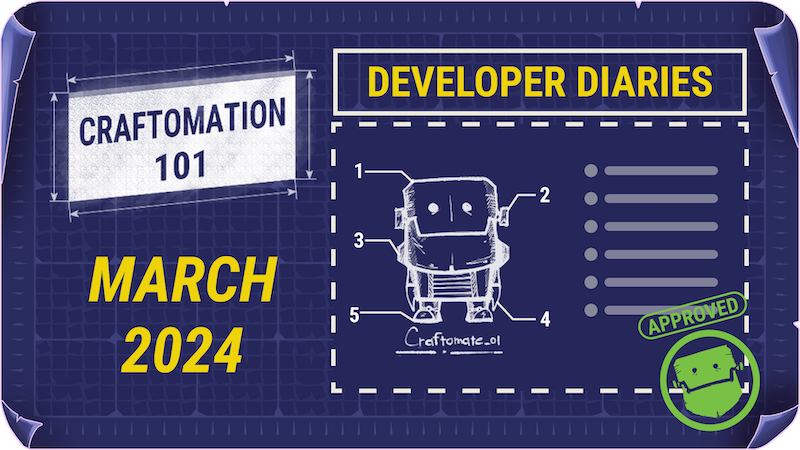 CRAFTOMATION
101
MARCH
2024
DEVELOPER DIARIES
1
2
3
4
5
Craftomate_01
APPROVED